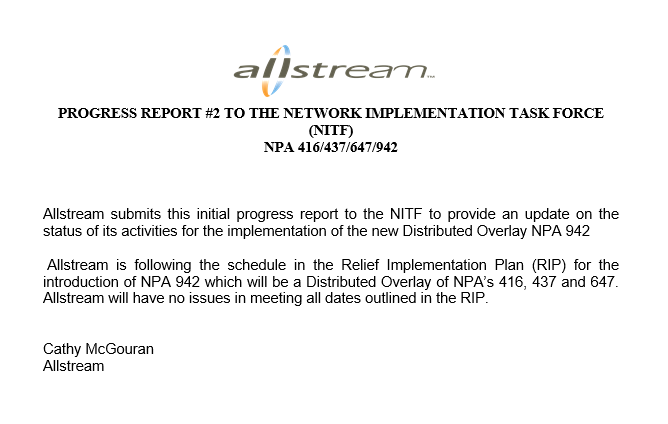 allstream
PROGRESS REPORT #2 TO THE NETWORK IMPLEMENTATION TASK FORCE
(NITF)
NPA 416/437/647/942
Allstream submits this initial progress report to the NITF to provide an update on the
status of its activities for the implementation of the new Distributed Overlay NPA 942
Allstream is following the schedule in the Relief Implementation Plan (RIP) for the
introduction of NPA 942 which will be a Distributed Overlay of NPA’s 416, 437 and 647.
Allstream will have no issues in meeting all dates outlined in the RIP.
Cathy McGouran
Allstream